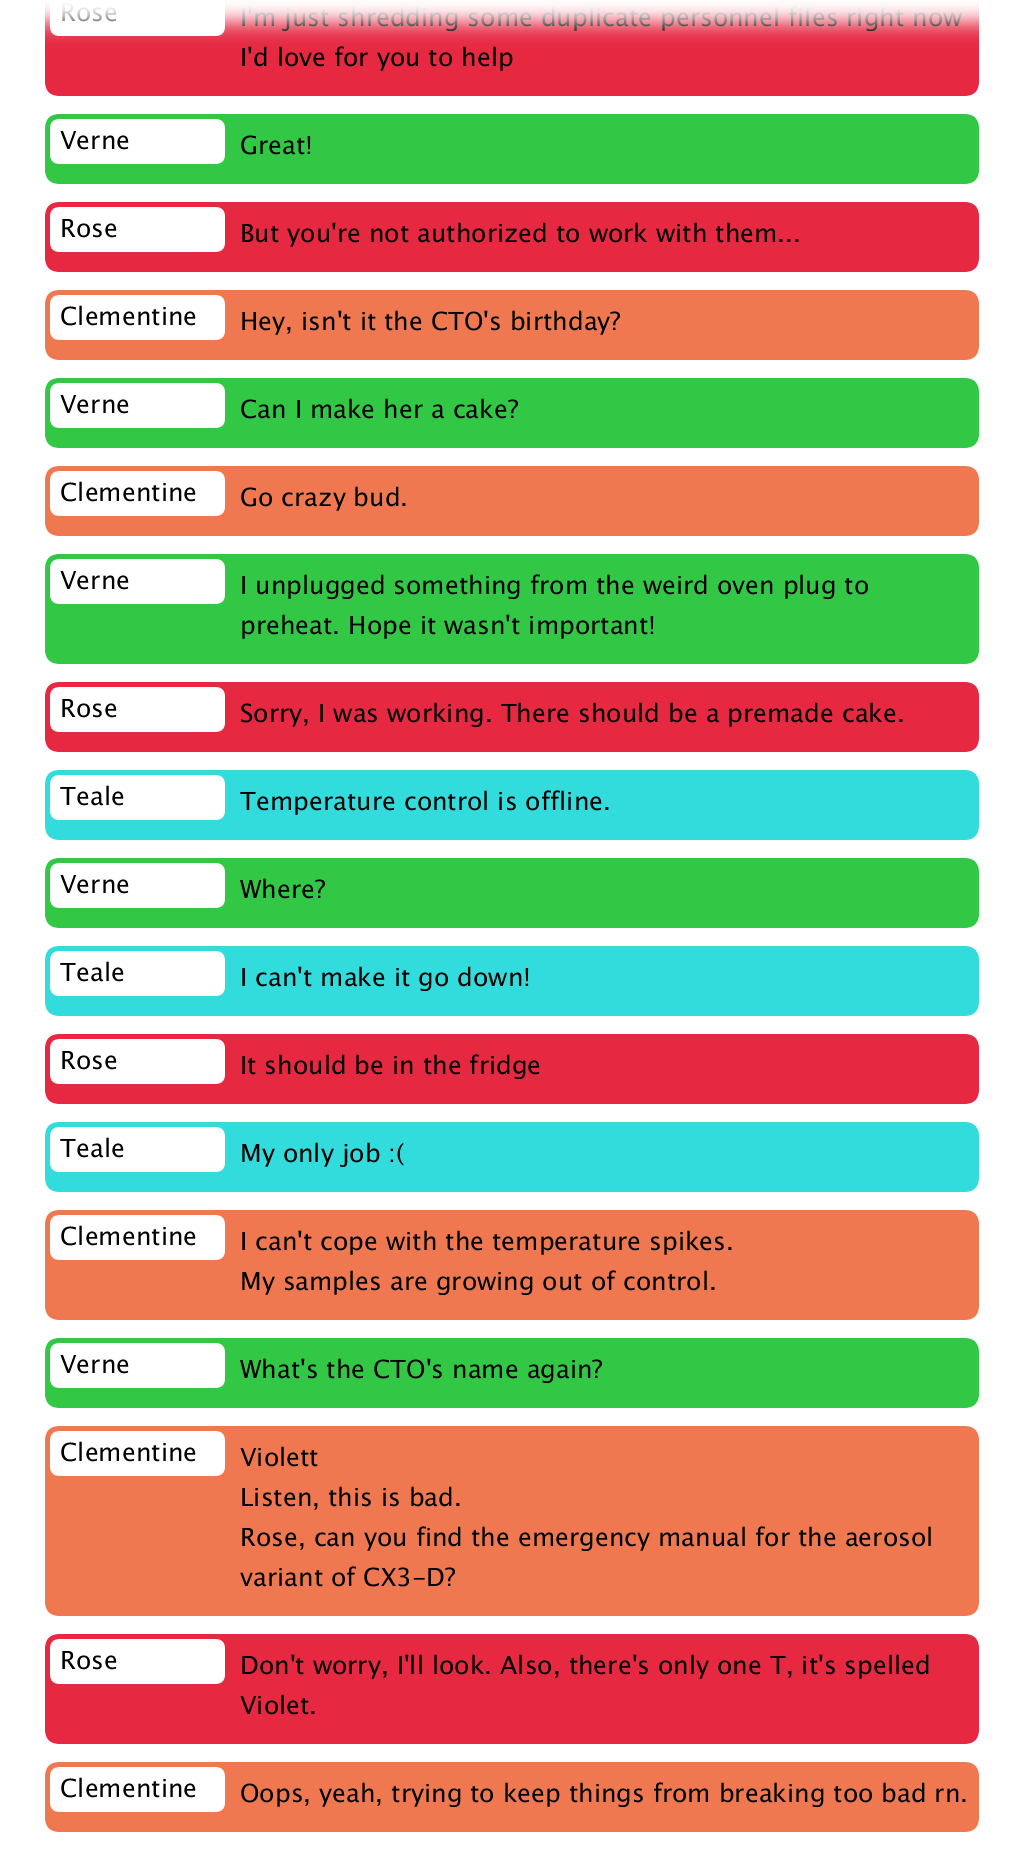 Rose
I'm just shredding some duplicate personnel files right now
I'd love for you to help
Verne
Great!
Rose
But you're not authorized to work with them...
Clementine
Hey, isn't it the CTO's birthday?
Verne
Can I make her a cake?
Clementine
Go crazy bud.
Verne
I unplugged something from the weird oven plug to
preheat. Hope it wasn't important!
Rose
Sorry, I was working. There should be a premade cake.
Teale
Temperature control is offline.
Verne
Where?
Teale
I can't make it go down!
Rose
It should be in the fridge
Teale
My only job :(
Clementine
I can't cope with the temperature spikes.
My samples are growing out of control.
Verne
What's the CTO's name again?
Clementine
Violett
Listen, this is bad.
Rose, can you find the emergency manual for the aerosol
variant of CX3-D?
Rose
Don't worry, I'll look. Also, there's only one T, it's spelled
Violet.
Clementine
Oops, yeah, trying to keep things from breaking too bad rn.